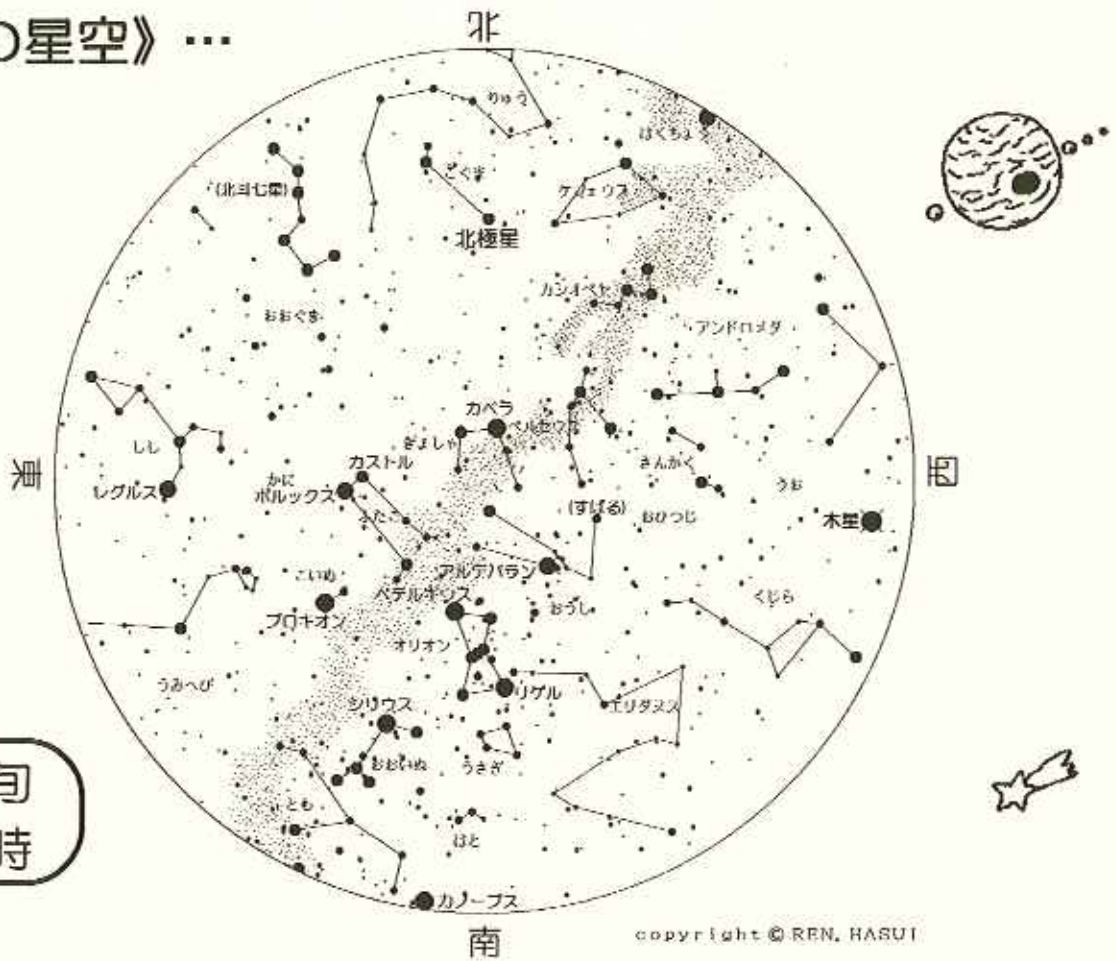 の星空》…
北
りゅう
はくちょう
こぐま
(北斗七星)
ケフェウス
北極星
カシオペヤ
おおぐま
アンドロメダ
カペラ
ペルセウス
ぎょしゃ
しし
さんかく
カストル
かに
うお
東
西
レグルス
ポルックス
(すばる)
ふたご
おひつじ
木星
アルデバラン
こいぬ
ベテルギウス
おうし
くじら
プロキオン
オリオン
うみへび
リゲル
エリダヌス
シリウス
おおいぬ
うさぎ
旬
とも
時
はと
カノープス
南
copyright © REN. HASUI